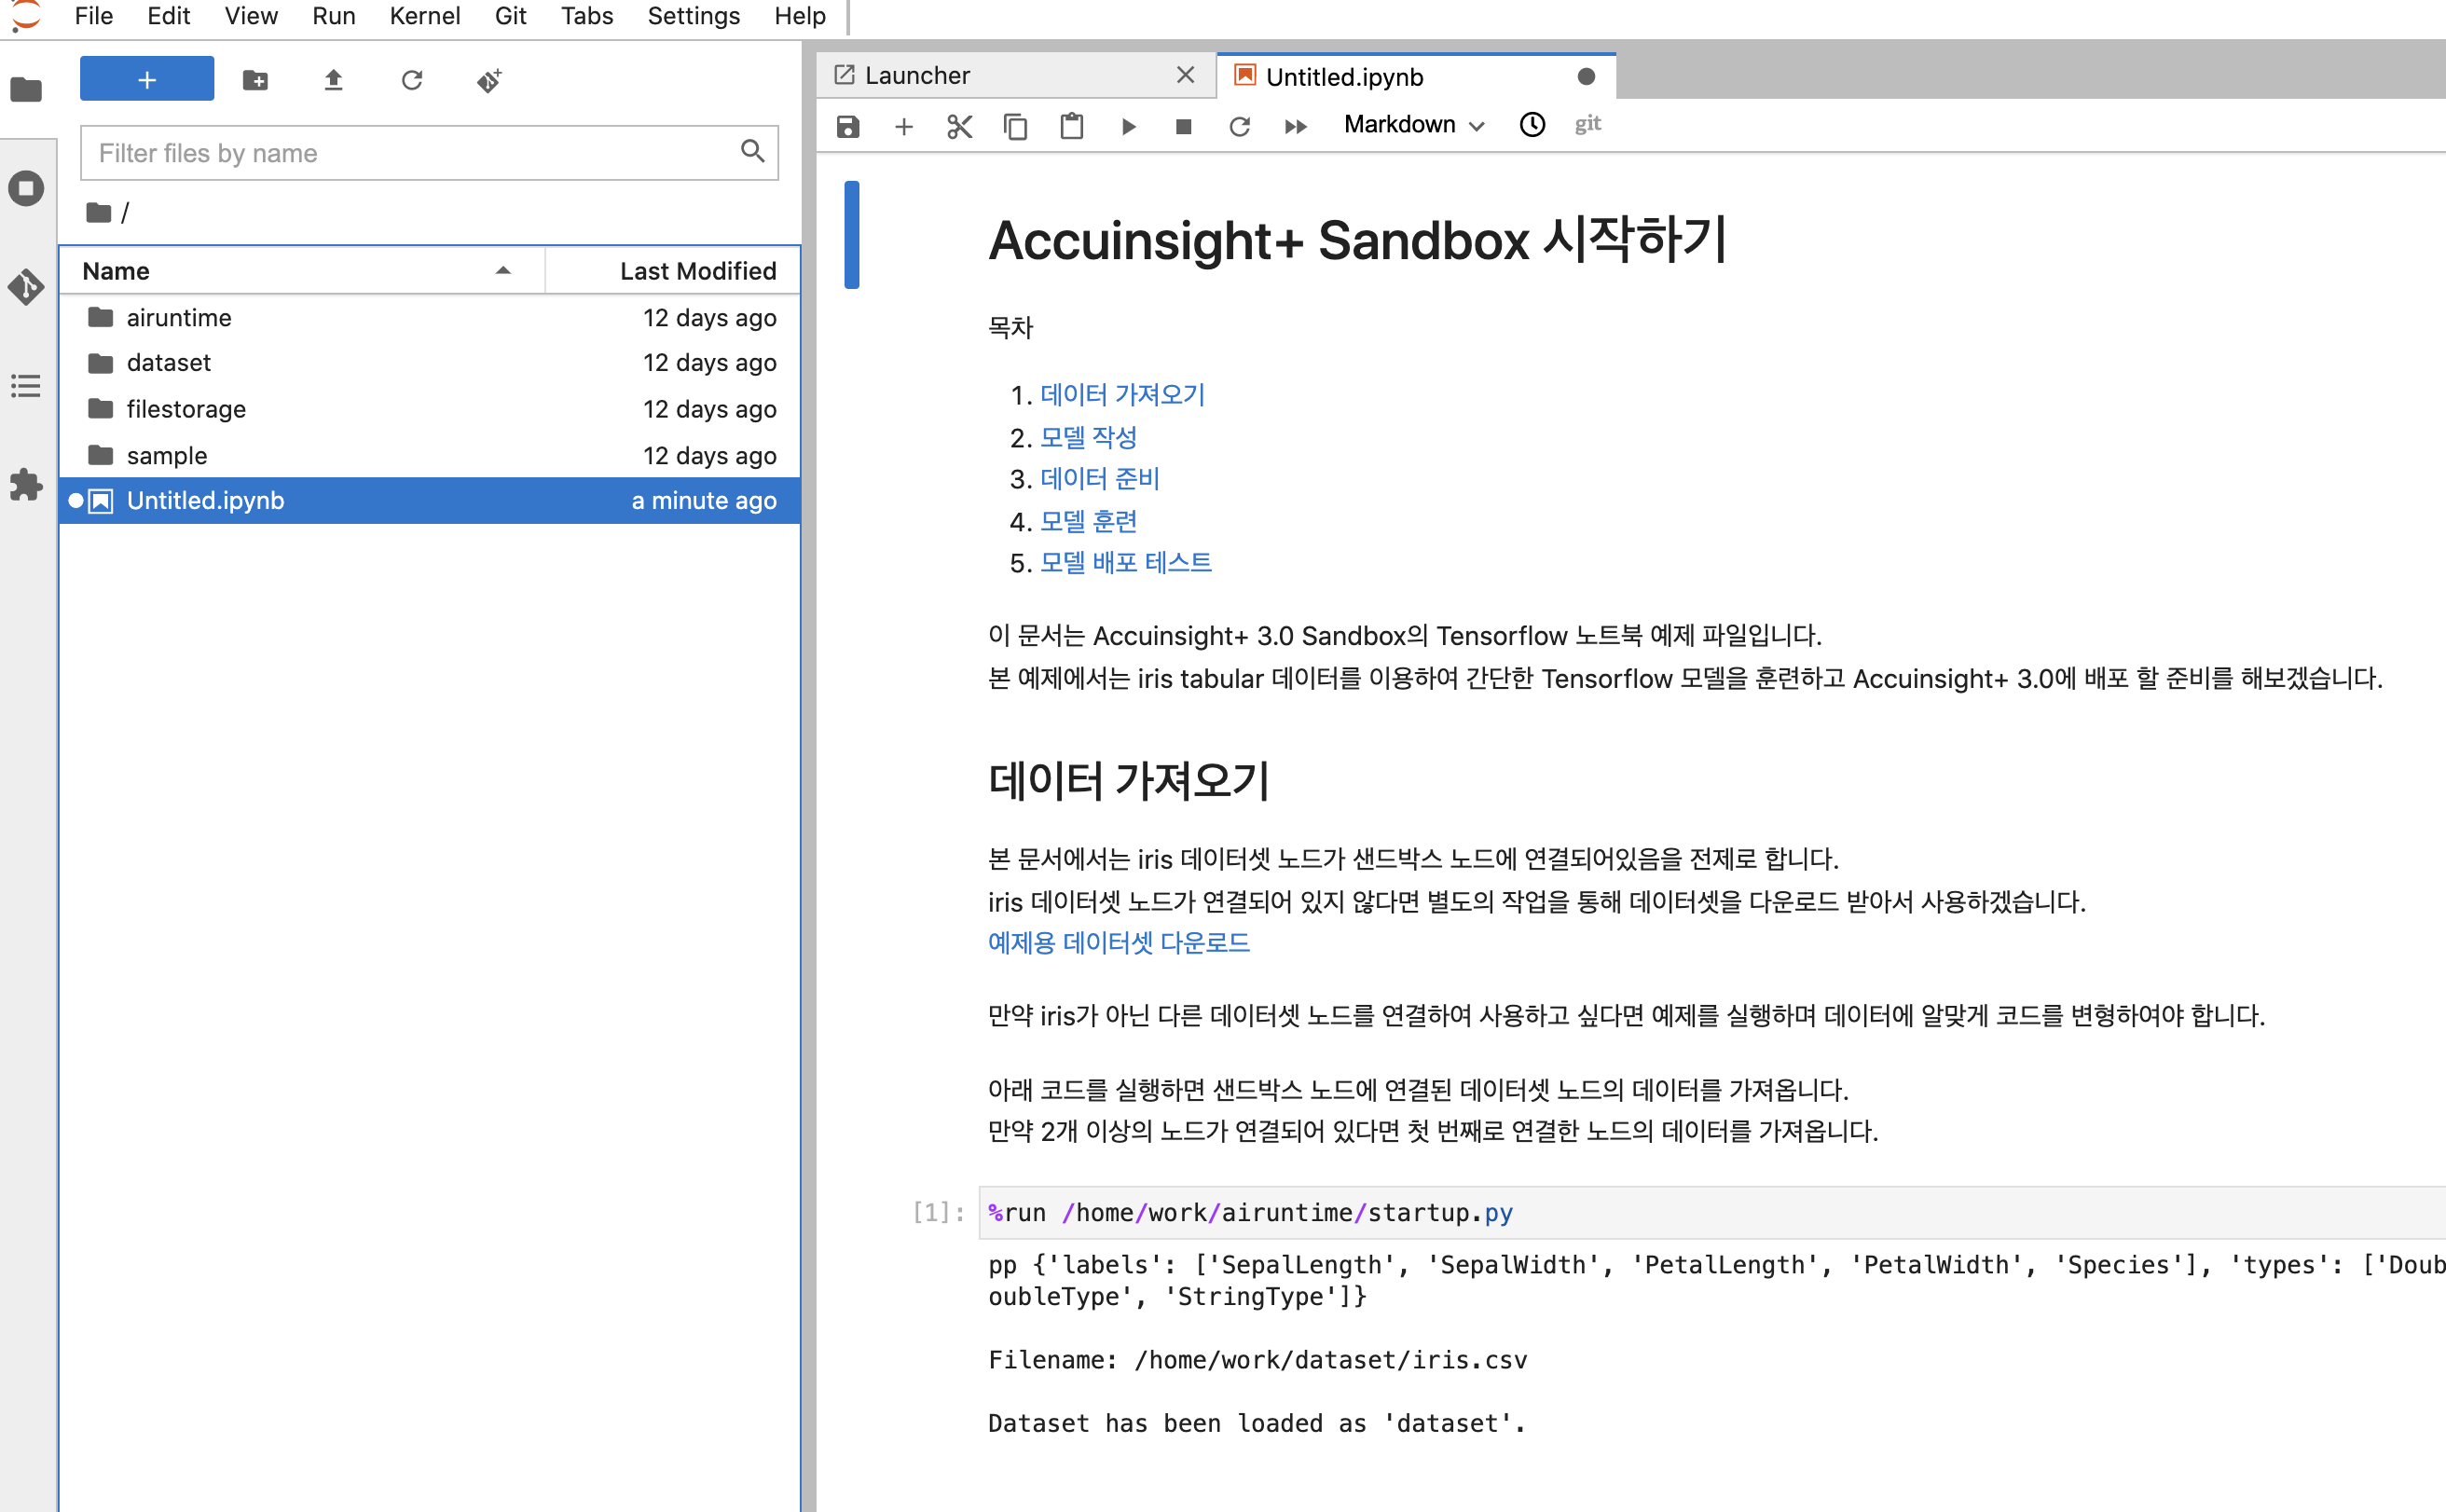 File Edit View Run Kernel Git Tabs Settings Help
Filter files by name
/
Name Last Modified
airuntime 12 days ago
dataset 12 days ago
filestorage 12 days ago
sample 12 days ago
Untitled.ipynb a minute ago
Launcher
Untitled.ipynb
Markdown git
Accuinsight+ Sandbox 시작하기
목차
1. 데이터 가져오기
2. 모델 작성
3. 데이터 준비
4. 모델 훈련
5. 모델 배포 테스트
이 문서는 Accuinsight+ 3.0 Sandbox의 Tensorflow 노트북 예제 파일입니다.
본 예제에서는 iris tabular 데이터를 이용하여 간단한 Tensorflow 모델을 훈련하고 Accuinsight+ 3.0에 배포 할 준비를 해보겠습니다.
데이터 가져오기
본 문서에서는 iris 데이터셋 노드가 샌드박스 노드에 연결되어있음을 전제로 합니다.
iris 데이터셋 노드가 연결되어 있지 않다면 별도의 작업을 통해 데이터셋을 다운로드 받아서 사용하겠습니다.
예제용 데이터셋 다운로드
만약 iris가 아닌 다른 데이터셋 노드를 연결하여 사용하고 싶다면 예제를 실행하며 데이터에 알맞게 코드를 변형하여야 합니다.
아래 코드를 실행하면 샌드박스 노드에 연결된 데이터셋 노드의 데이터를 가져옵니다.
만약 2개 이상의 노드가 연결되어 있다면 첫 번째로 연결한 노드의 데이터를 가져옵니다.
[1]: %run /home/work/airuntime/startup.py
pp {'labels': ['SepalLength', 'SepalWidth', 'PetalLength', 'PetalWidth', 'Species'], 'types': ['Doub
oubleType', 'StringType']}
Filename: /home/work/dataset/iris.csv
Dataset has been loaded as 'dataset'.